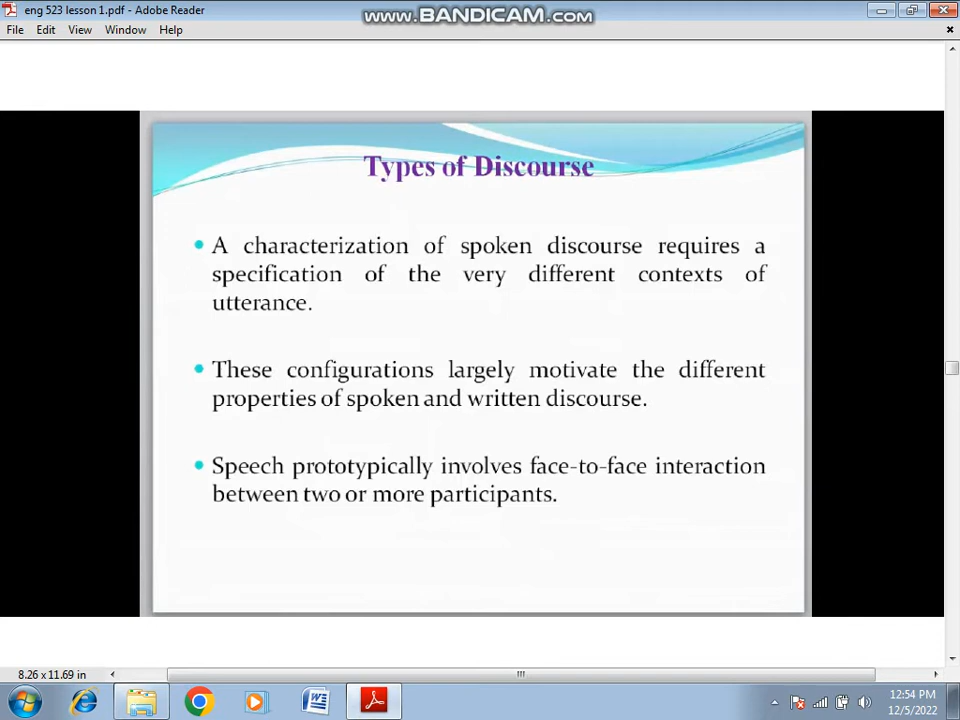 eng 523 lesson 1.pdf - Adobe Reader
www.BANDICAM.com
File Edit View Window Help
Types of Discourse
A characterization of spoken discourse requires a
specification of the very different contexts of
utterance.
These configurations largely motivate the different
properties of spoken and written discourse.
Speech prototypically involves face-to-face interaction
between two or more participants.
8.26 x 11.69 in
12:54 PM
12/5/2022